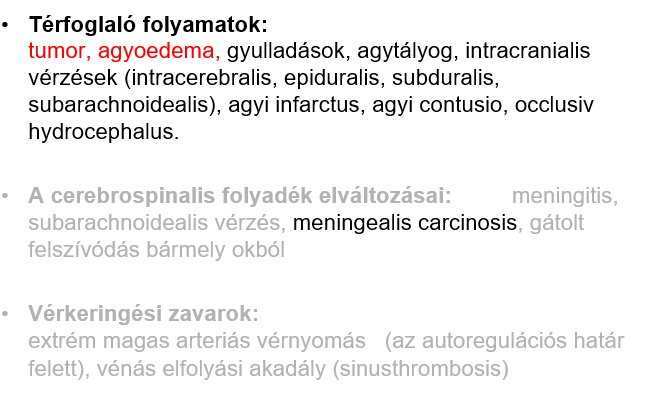 • Térfoglaló folyamatok:
tumor, agyoedema, gyulladások, agytályog, intracranialis
vérzések (intracerebralis, epiduralis, subduralis,
subarachnoidealis), agyi infarctus, agyi contusio, occlusiv
hydrocephalus.
• A cerebrospinalis folyadék elváltozásai: meningitis,
subarachnoidealis vérzés, meningealis carcinosis, gátolt
felszívódás bármely okból
• Vérkeringési zavarok:
extrém magas arteriás vérnyomás (az autoregulációs határ
felett), vénás elfolyási akadály (sinusthrombosis)